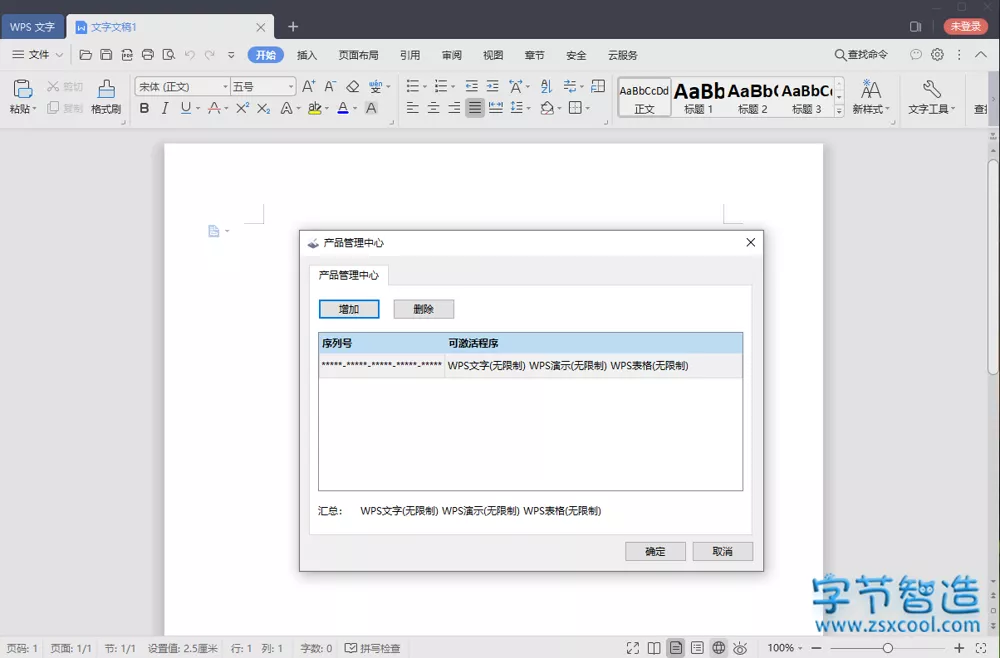 WPS 文字 文字文稿1 未登录
文件 开始 插入 页面布局 引用 审阅 视图 章节 安全 云服务 查找命令
粘贴 剪切 复制 格式刷 宋体 (正文) 五号 AaBbCcDd 正文 AaBb 标题 1 AaBb( 标题 2 AaBbC 标题 3 新样式 文字工具
产品管理中心
产品管理中心
增加 删除
序列号 可激活程序
*****-*****-*****-*****-***** WPS文字(无限制) WPS演示(无限制) WPS表格(无限制)
汇总: WPS文字(无限制) WPS演示(无限制) WPS表格(无限制)
确定 取消
字节智造
www.zsxcool.com
页码: 1 页面: 1/1 节: 1/1 设置值: 2.5厘米 行: 1 列: 1 字数: 0 拼写检查 100%